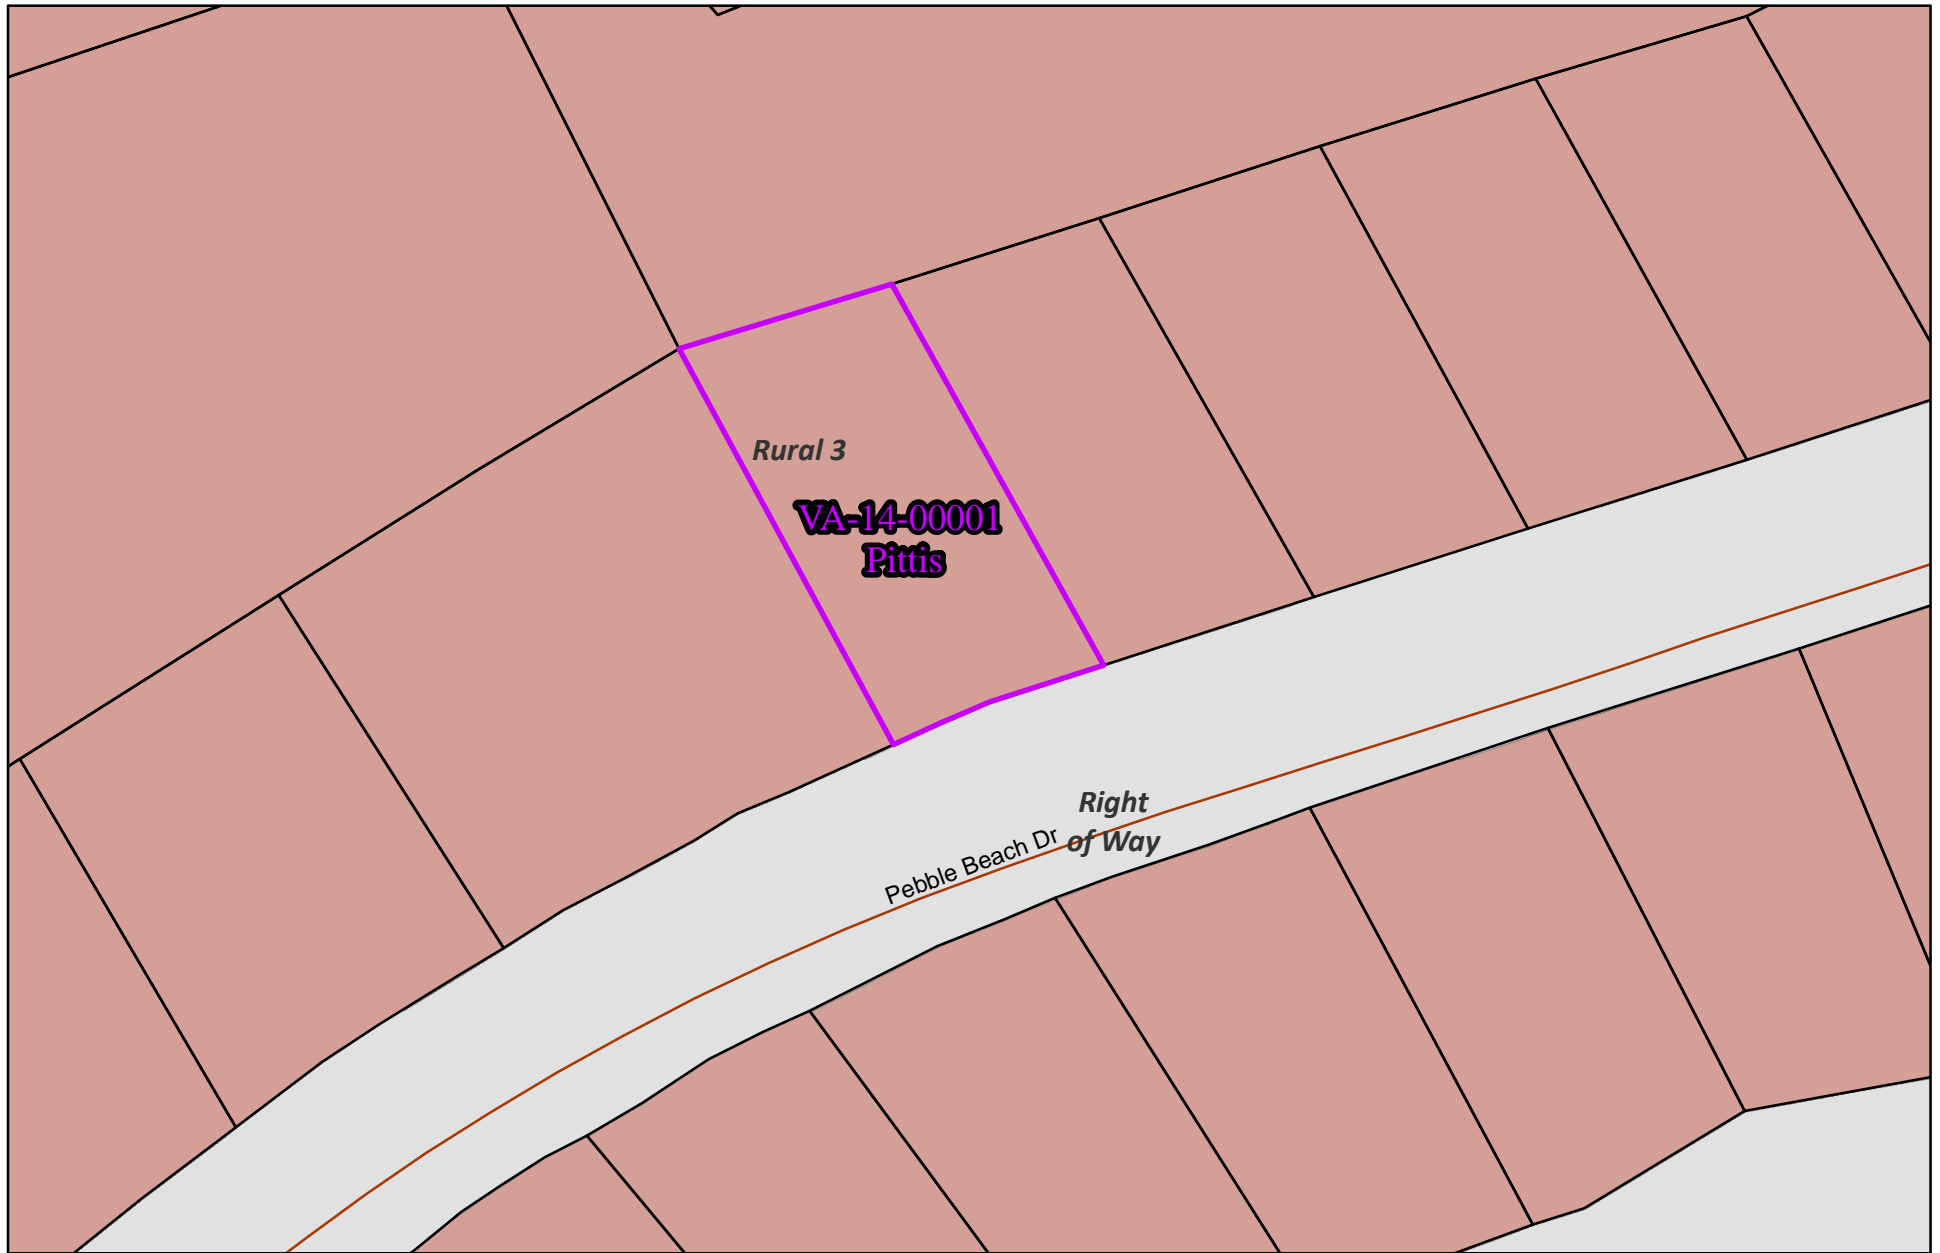 Rural 3
VA-14-00001
Pittis
Right
of Way
Pebble Beach Dr